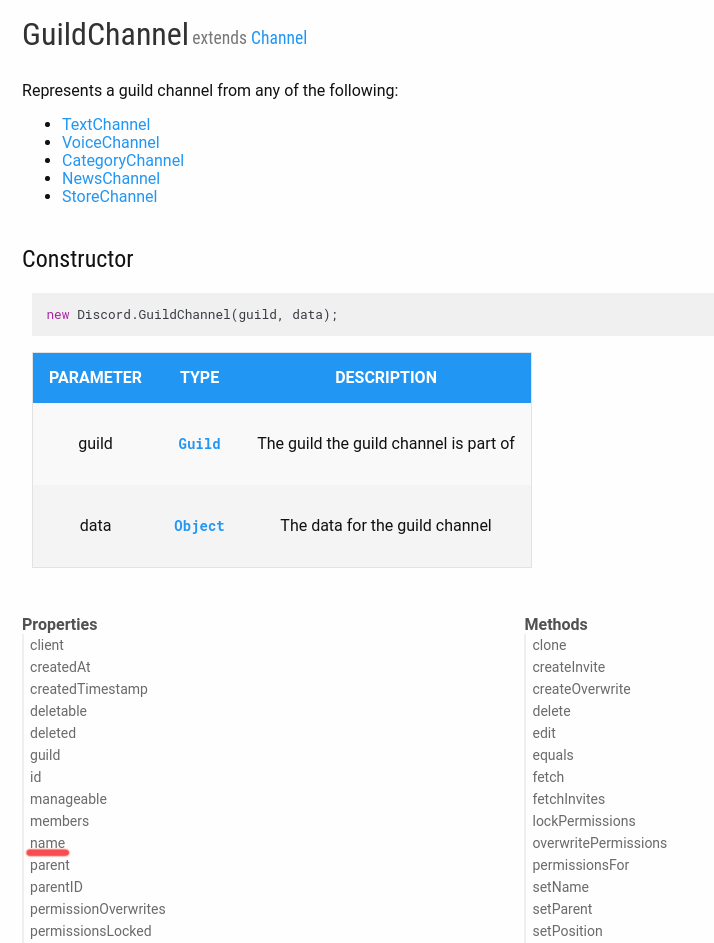 GuildChannel extends Channel
Represents a guild channel from any of the following:
TextChannel
VoiceChannel
CategoryChannel
NewsChannel
StoreChannel
Constructor
new Discord.GuildChannel(guild, data);
PARAMETER TYPE DESCRIPTION
guild Guild The guild the guild channel is part of
data Object The data for the guild channel
Properties
client
createdAt
createdTimestamp
deletable
deleted
guild
id
manageable
members
name
parent
parentID
permissionOverwrites
permissionsLocked
Methods
clone
createInvite
createOverwrite
delete
edit
equals
fetch
fetchInvites
lockPermissions
overwritePermissions
permissionsFor
setName
setParent
setPosition